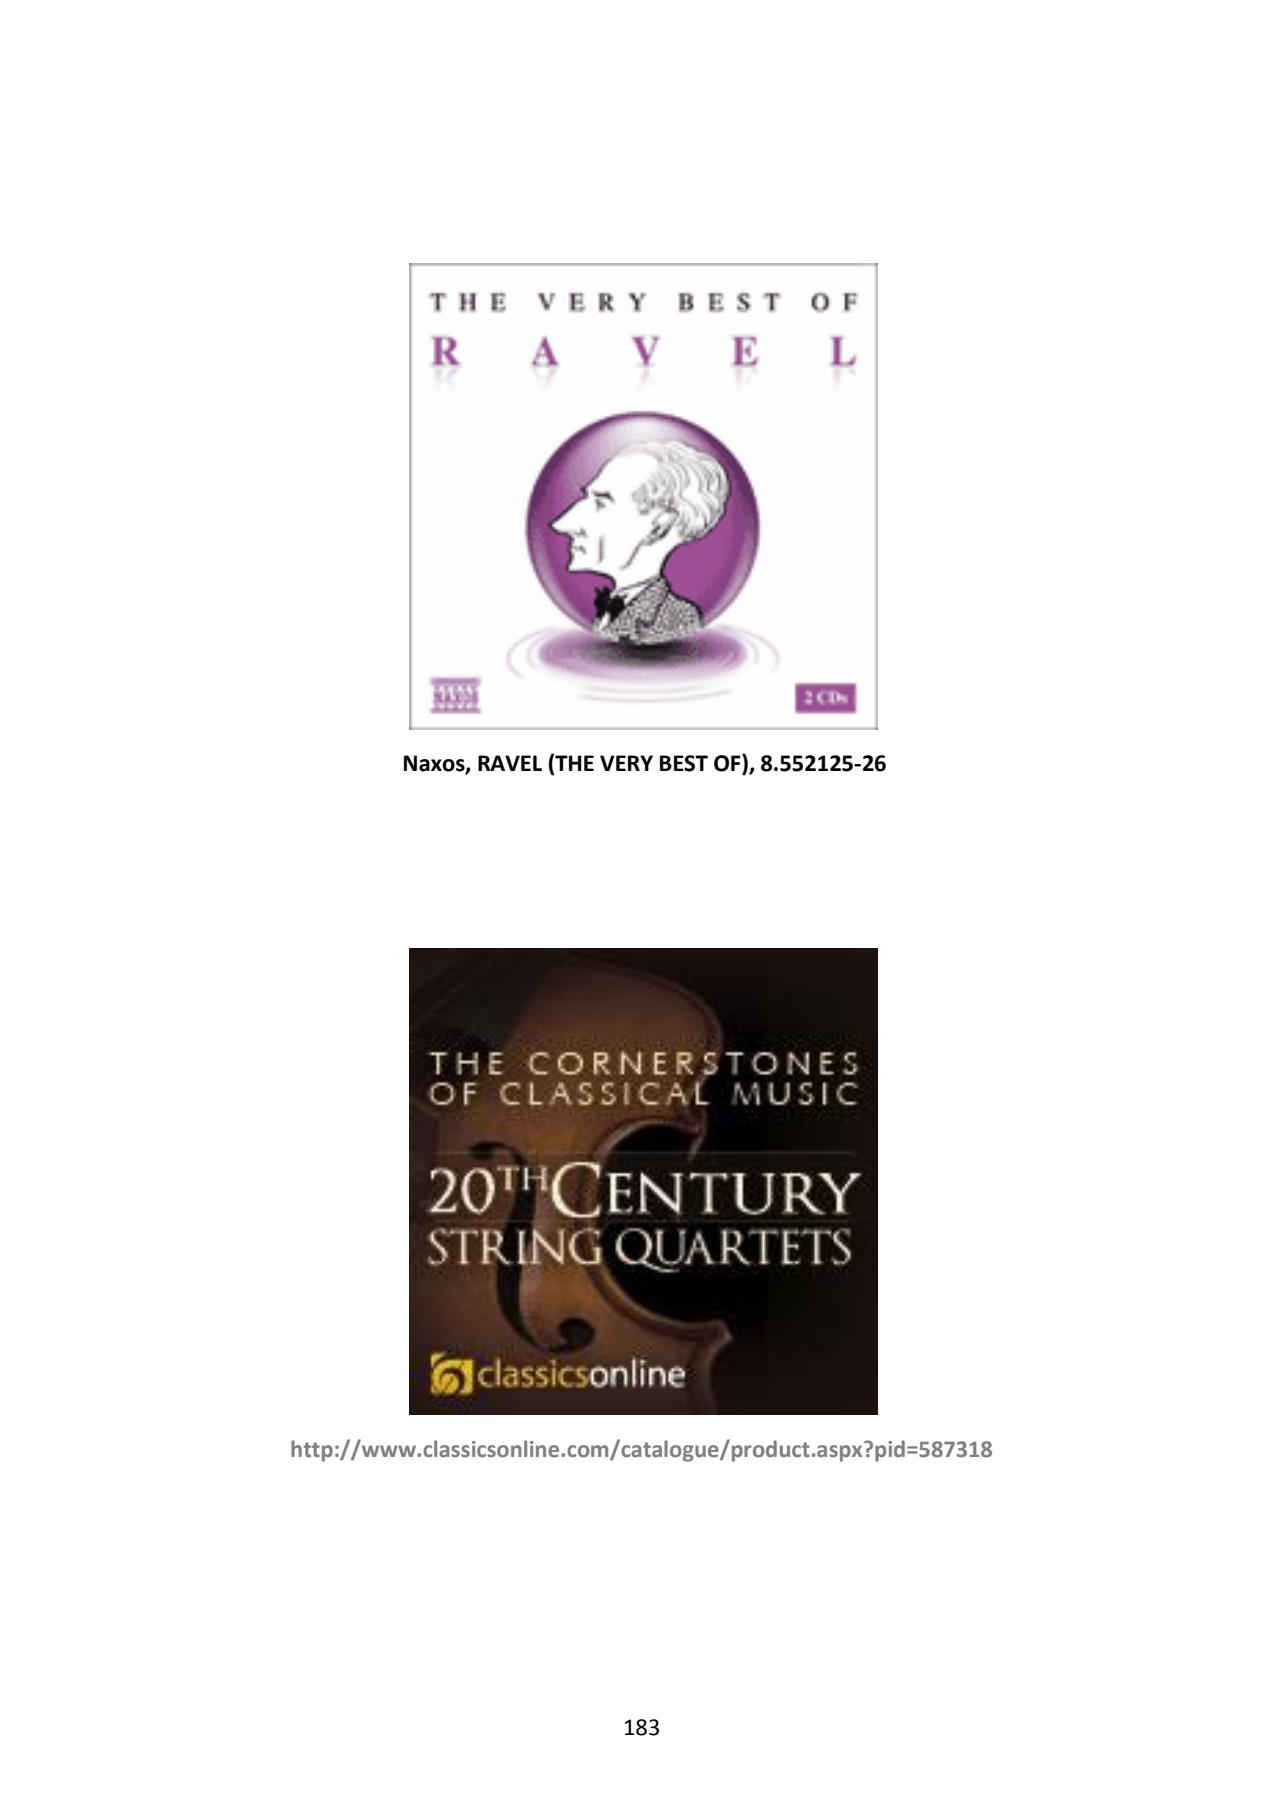 THE VERY BEST OF
RAVEL
2 CDs
Naxos, RAVEL (THE VERY BEST OF), 8.552125-26
THE CORNERSTONES
OF CLASSICAL MUSIC
20TH CENTURY
STRING QUARTETS
classicsonline
http://www.classicsonline.com/catalogue/product.aspx?pid=587318
183